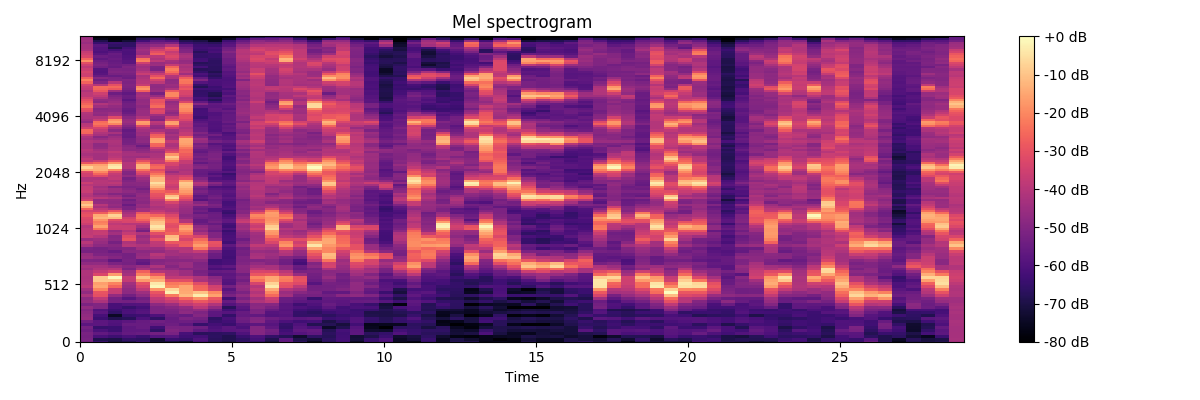 Mel spectrogram
8192
4096
2048
1024
512
0
Hz
0 5 10 15 20 25
Time
+0 dB
-10 dB
-20 dB
-30 dB
-40 dB
-50 dB
-60 dB
-70 dB
-80 dB